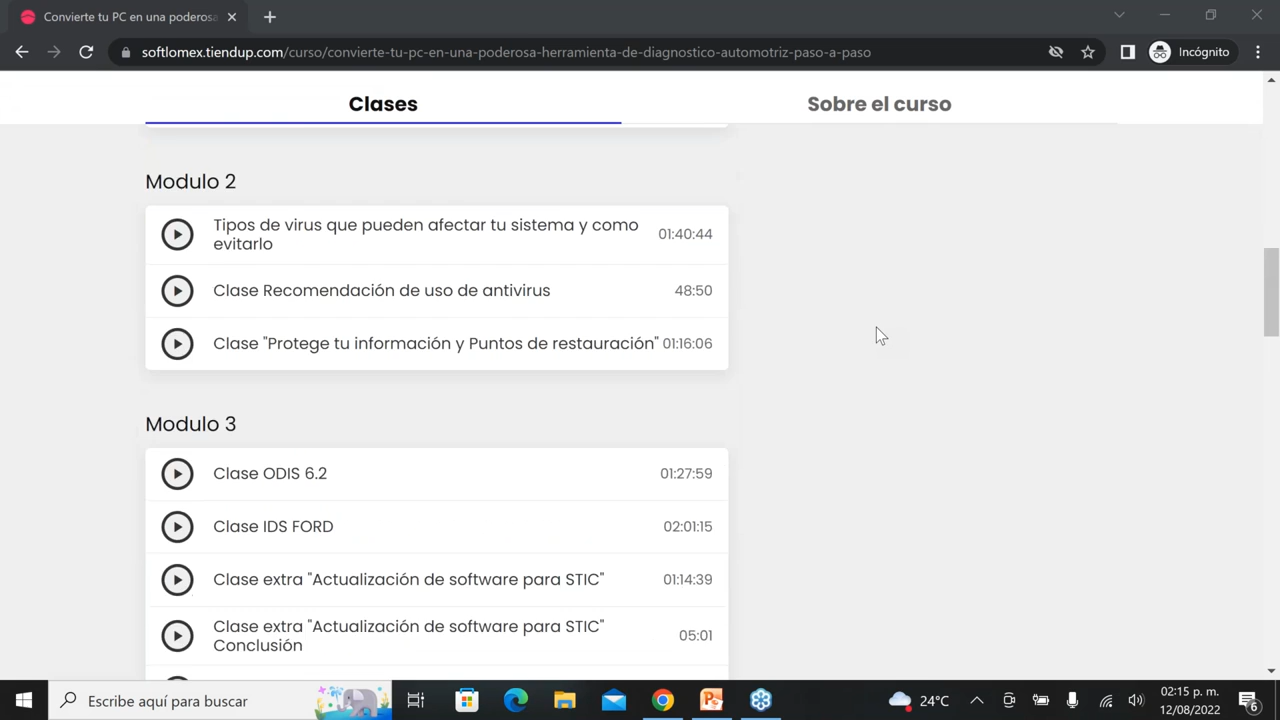 Convierte tu PC en una poderosa
softlomex.tiendup.com/curso/convierte-tu-pc-en-una-poderosa-herramienta-de-diagnostico-automotriz-paso-a-paso
Incógnito
Clases
Sobre el curso
Modulo 2
Tipos de virus que pueden afectar tu sistema y como
evitarlo
01:40:44
Clase Recomendación de uso de antivirus
48:50
Clase "Protege tu información y Puntos de restauración"
01:16:06
Modulo 3
Clase ODIS 6.2
01:27:59
Clase IDS FORD
02:01:15
Clase extra "Actualización de software para STIC"
01:14:39
Clase extra "Actualización de software para STIC"
Conclusión
05:01
Escribe aquí para buscar
24°C
02:15 p. m.
12/08/2022
6